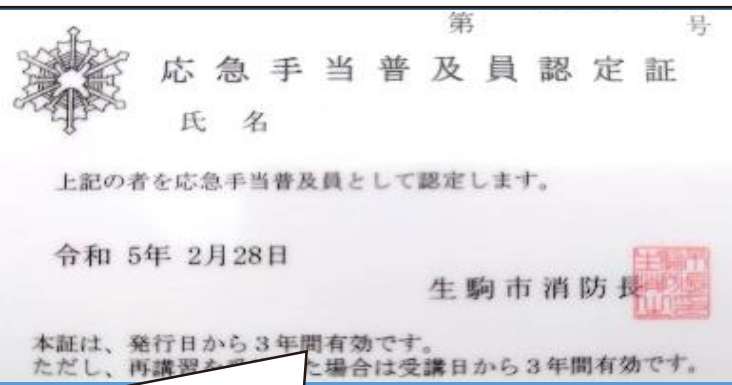 第 号
応急手当普及員認定証
氏 名
上記の者を応急手当普及員として認定します。
令和 5年 2月28日
生駒市消防長
本証は、発行日から3年間有効です。
ただし、再講習を た場合は受講日から3年間有効です。